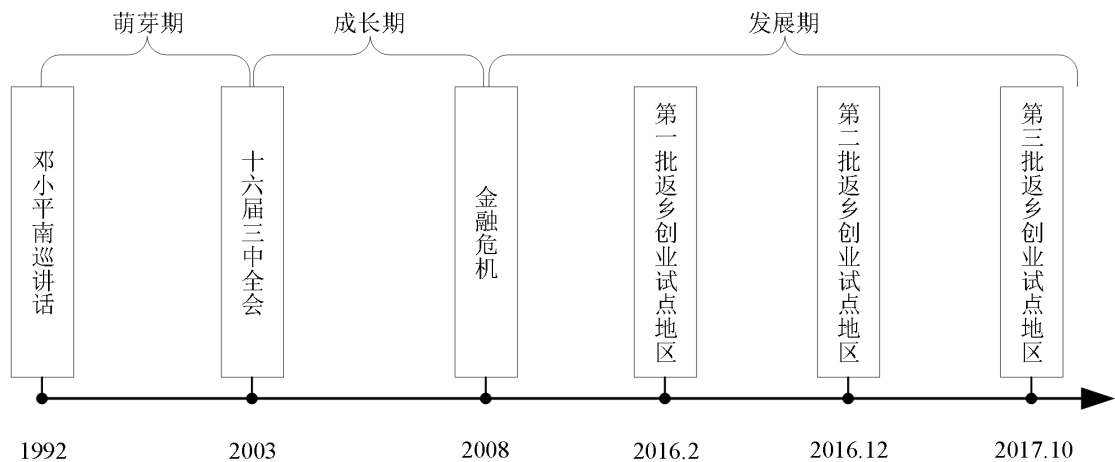 萌芽期
成长期
发展期
邓小平南巡讲话
十六届三中全会
金融危机
第一批返乡创业试点地区
第二批返乡创业试点地区
第三批返乡创业试点地区
1992
2003
2008
2016.2
2016.12
2017.10